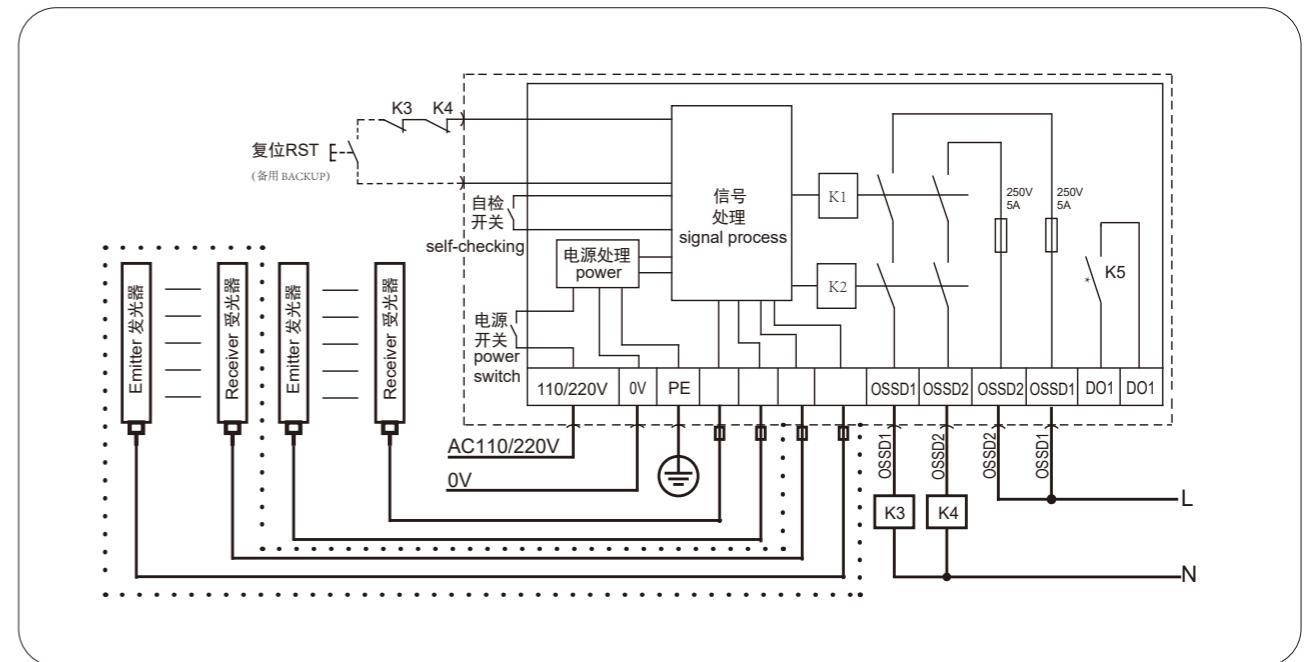 K3 K4
复位RST
(备用 BACKUP)
自检
开关
self-checking
信号
处理
signal process
电源处理
power
K1
K2
250V
5A
250V
5A
K5
*
电源
开关
power
switch
Emitter 发光器
Receiver 受光器
Emitter 发光器
Receiver 受光器
110/220V 0V PE OSSD1 OSSD2 OSSD2 OSSD1 DO1 DO1
AC110/220V
0V
OSSD1
OSSD2
OSSD2
OSSD1
K3 K4
L
N